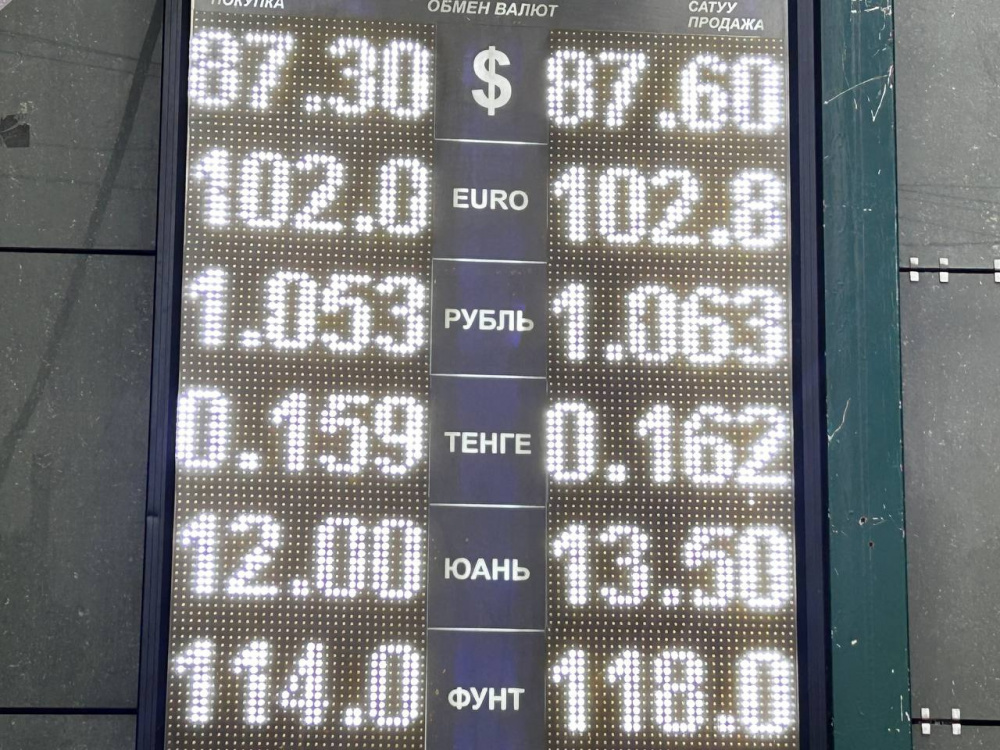 ПОКУПКА ОБМЕН ВАЛЮТ САТУУ
ПРОДАЖА
87.30 $ 87.60
102.0 EURO 102.8
1.053 РУБЛЬ 1.063
0.159 ТЕНГЕ 0.162
12.00 ЮАНЬ 13.50
114.0 ФУНТ 118.0